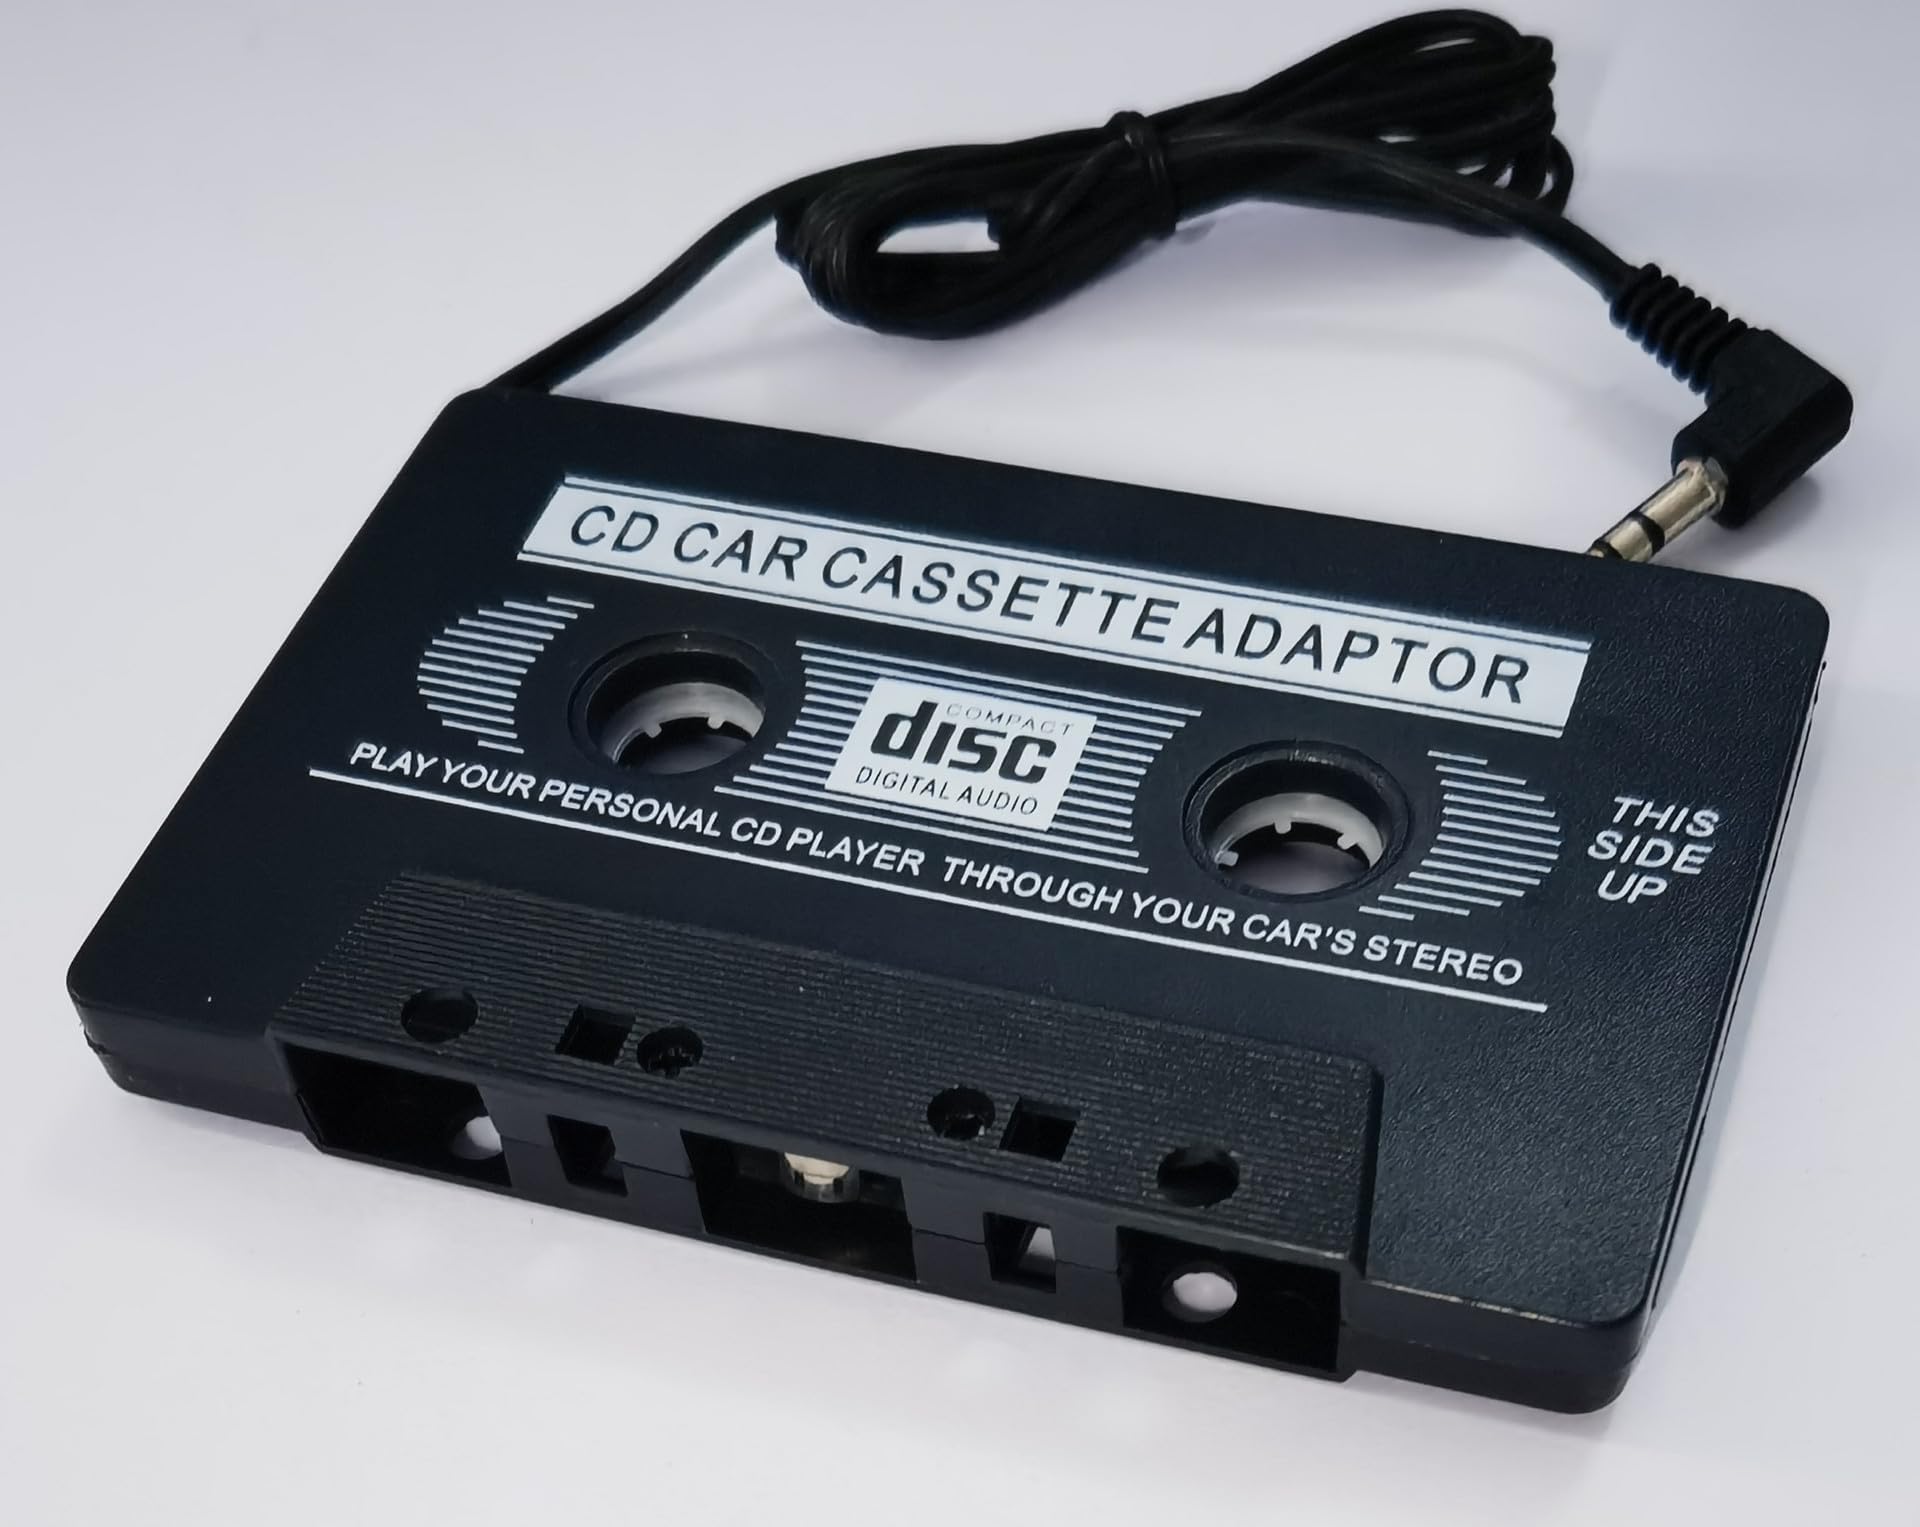 CD CAR CASSETTE ADAPTOR
COMPACT
disc
DIGITAL AUDIO
PLAY YOUR PERSONAL CD PLAYER THROUGH YOUR CAR'S STEREO
THIS
SIDE
UP